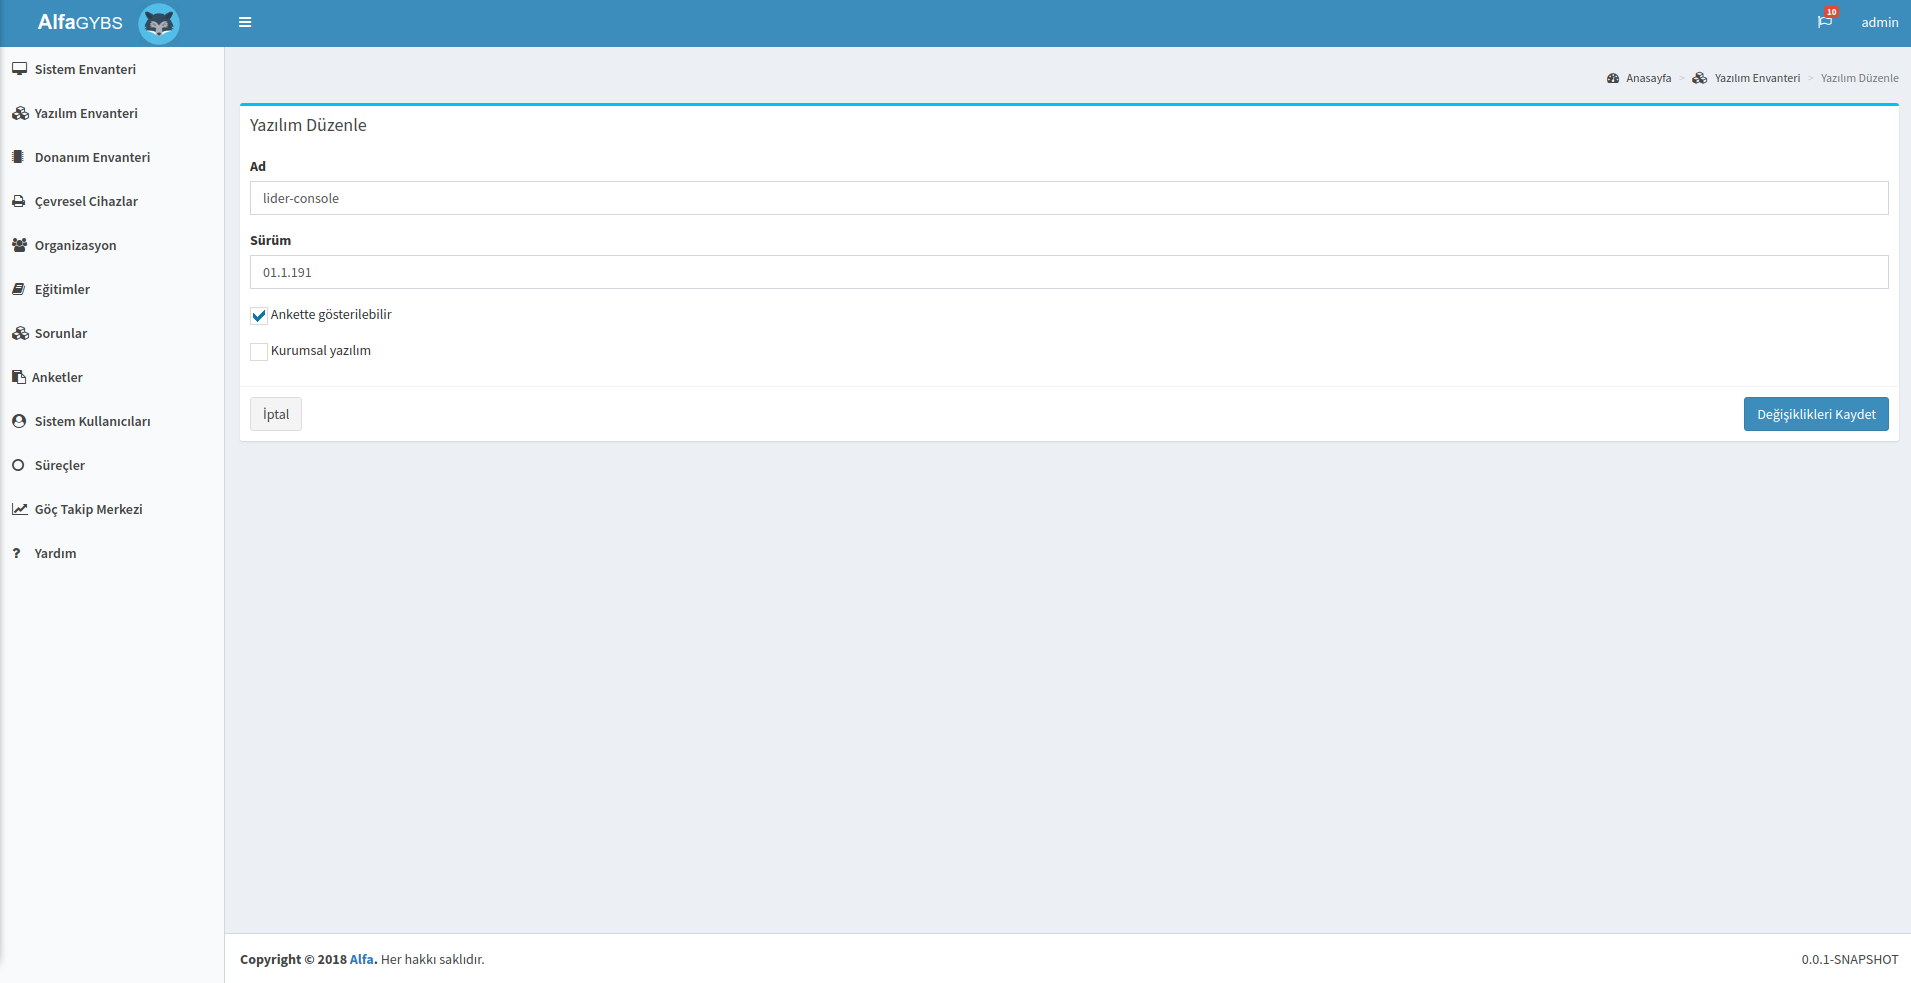 AlfaGYBS
10
admin
Sistem Envanteri
Yazılım Envanteri
Donanım Envanteri
Çevresel Cihazlar
Organizasyon
Eğitimler
Sorunlar
Anketler
Sistem Kullanıcıları
Süreçler
Göç Takip Merkezi
Yardım
Anasayfa > Yazılım Envanteri > Yazılım Düzenle
Yazılım Düzenle
Ad
lider-console
Sürüm
01.1.191
Ankette gösterilebilir
Kurumsal yazılım
İptal
Değişiklikleri Kaydet
Copyright © 2018 Alfa. Her hakkı saklıdır.
0.0.1-SNAPSHOT